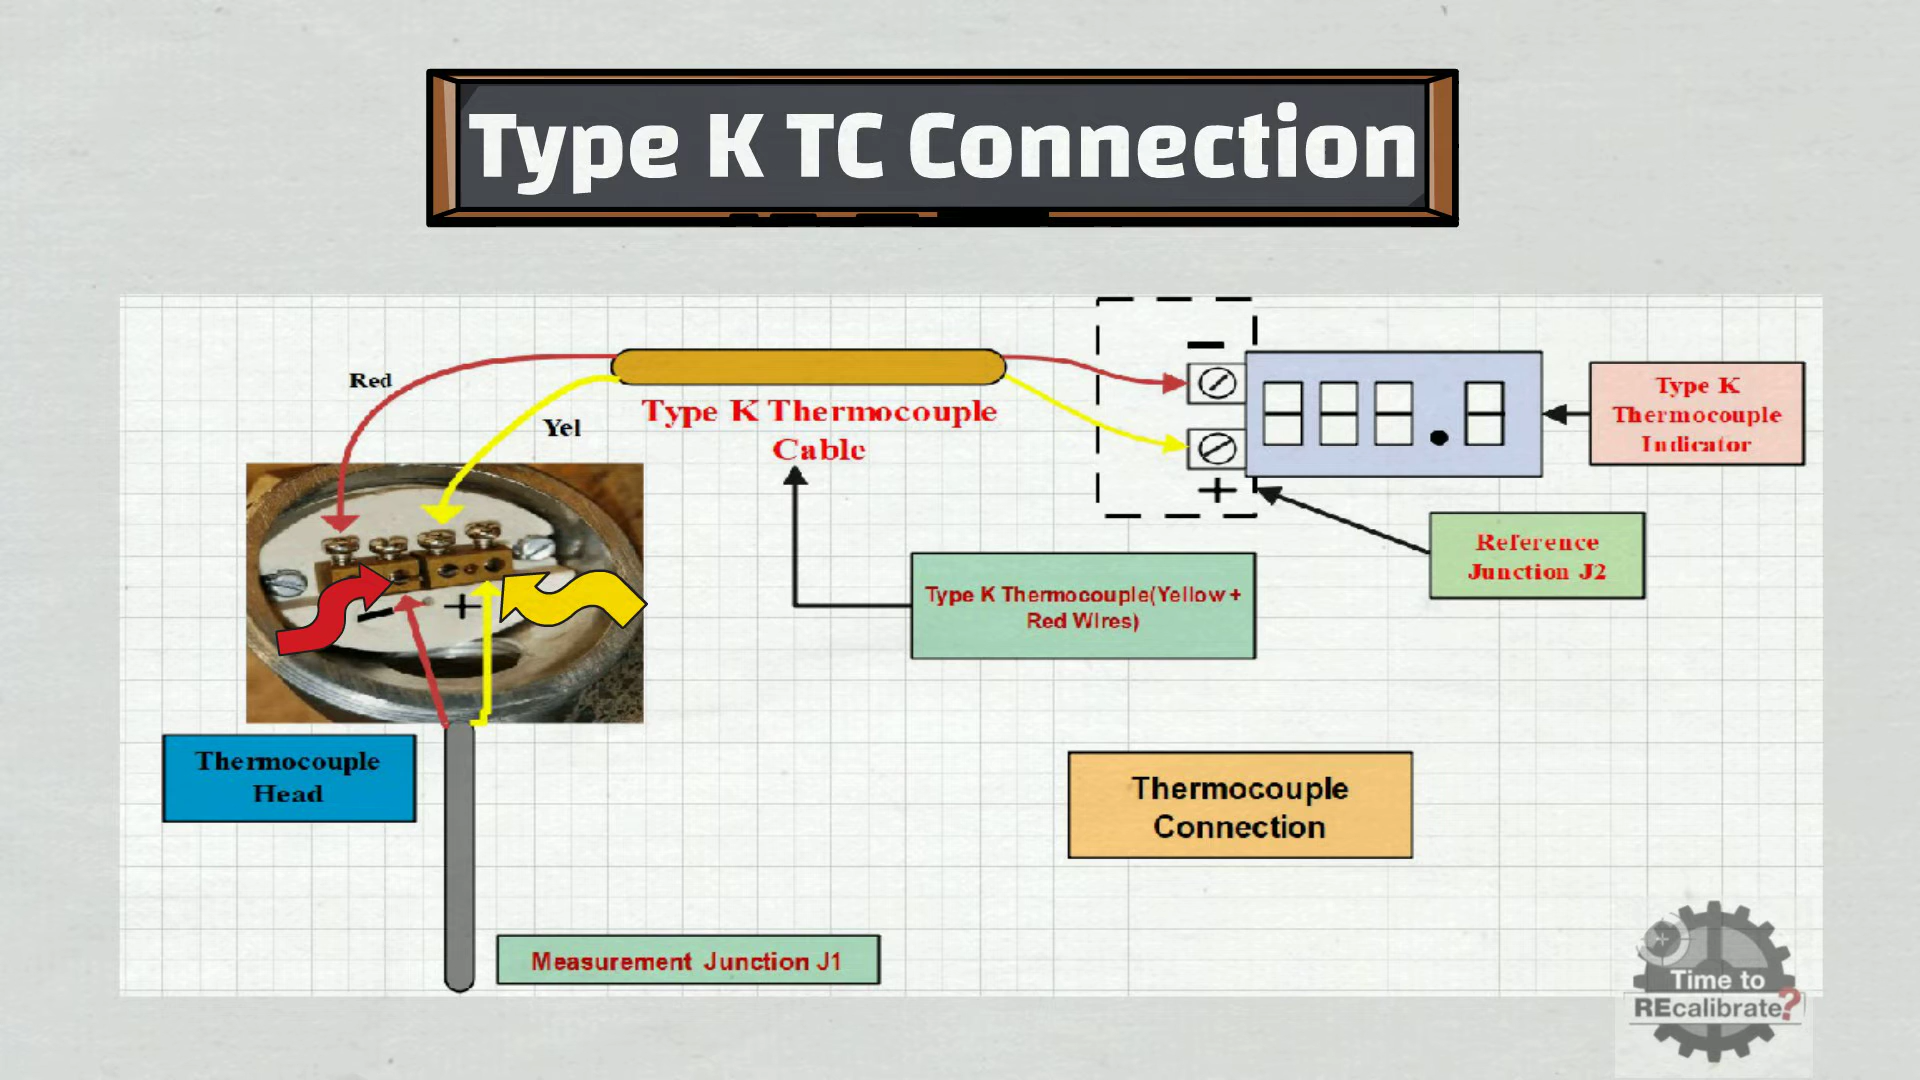 Type K TC Connection
Red
Yel
Type K Thermocouple
Cable
−
+
Type K
Thermocouple
Indicator
Reference
Junction J2
Type K Thermocouple(Yellow +
Red WIres)
− +
Thermocouple
Head
Thermocouple
Connection
Measurement Junction J1
Time to
REcalibrate?